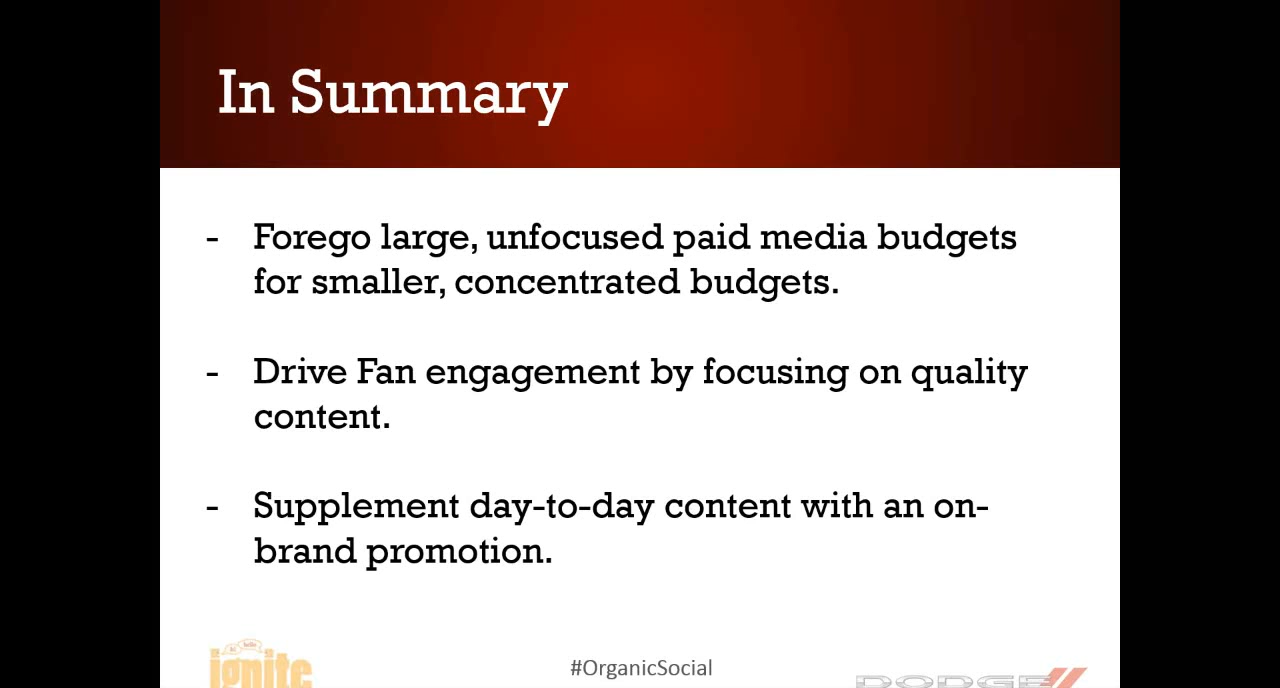 In Summary
- Forego large, unfocused paid media budgets
for smaller, concentrated budgets.
- Drive Fan engagement by focusing on quality
content.
- Supplement day-to-day content with an on-
brand promotion.
hello
ignite
#OrganicSocial
DODGE